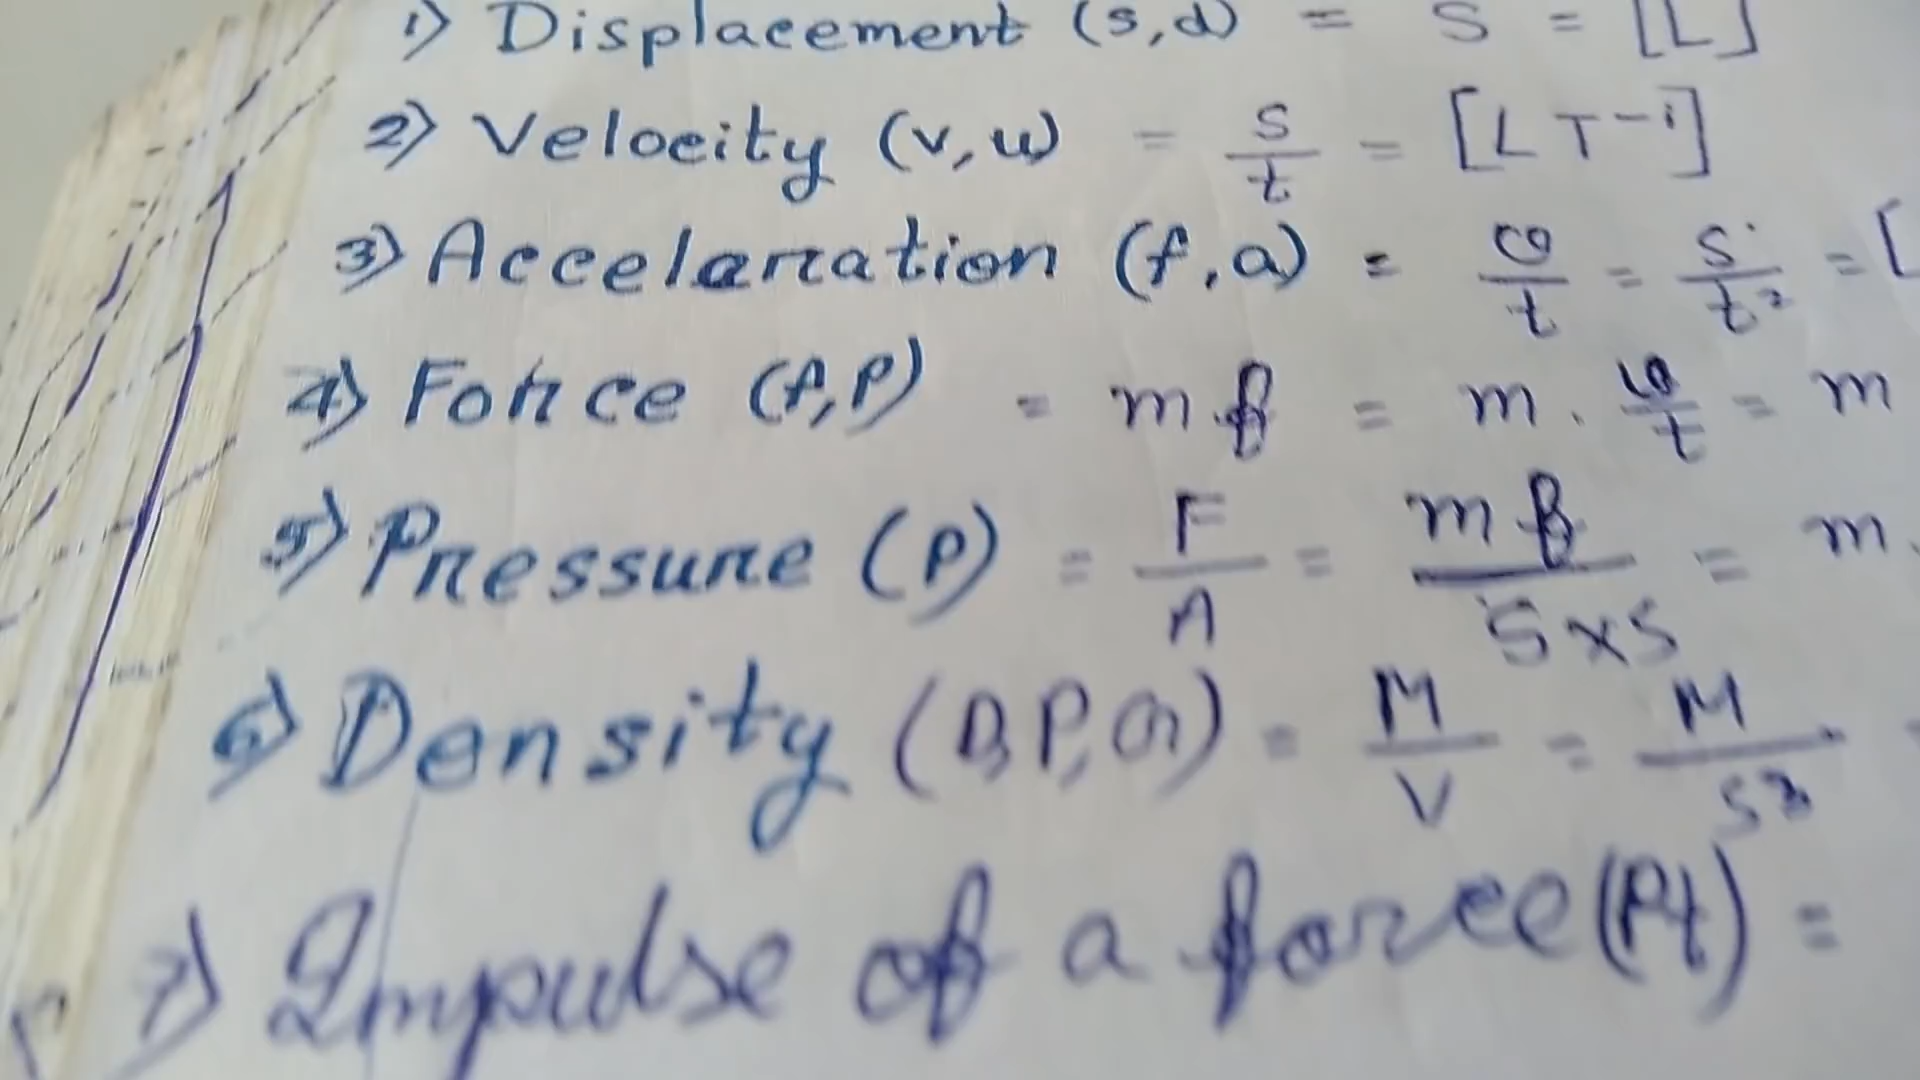 1) Displacement (s,d) = S = [L]
2) Velocity (v,u) = s/t = [LT⁻¹]
3) Accelaration (f,a) = v/t = s/t² = [
4) Force (f,P) = mf = m. v/t = m
5) Pressure (P) = F/A = mf/S×S = m.
6) Density (D,P, = M/V = M/S³
7) Impulse of a force (Pt) =